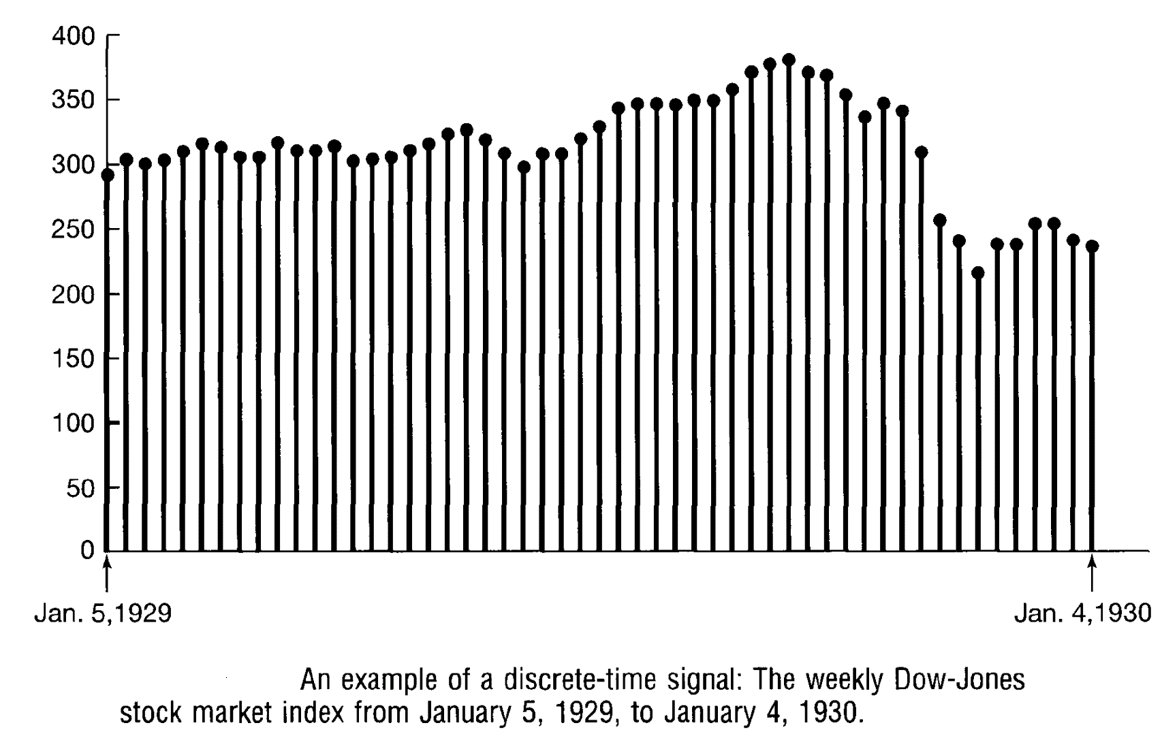 400
350
300
250
200
150
100
50
0
Jan. 5,1929
Jan. 4,1930
An example of a discrete-time signal: The weekly Dow-Jones
stock market index from January 5, 1929, to January 4, 1930.